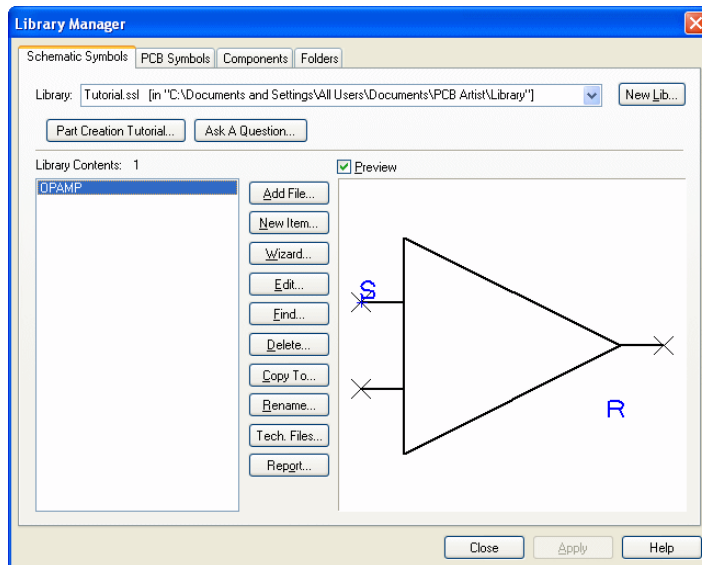 Library Manager
Schematic Symbols PCB Symbols Components Folders
Library: Tutorial.ssl [in "C:\Documents and Settings\All Users\Documents\PCB Artist\Library"] New Lib...
Part Creation Tutorial... Ask A Question...
Library Contents: 1 Preview
OPAMP
Add File...
New Item...
Wizard...
Edit...
Find...
Delete...
Copy To...
Rename...
Tech. Files...
Report...
S
R
Close Apply Help